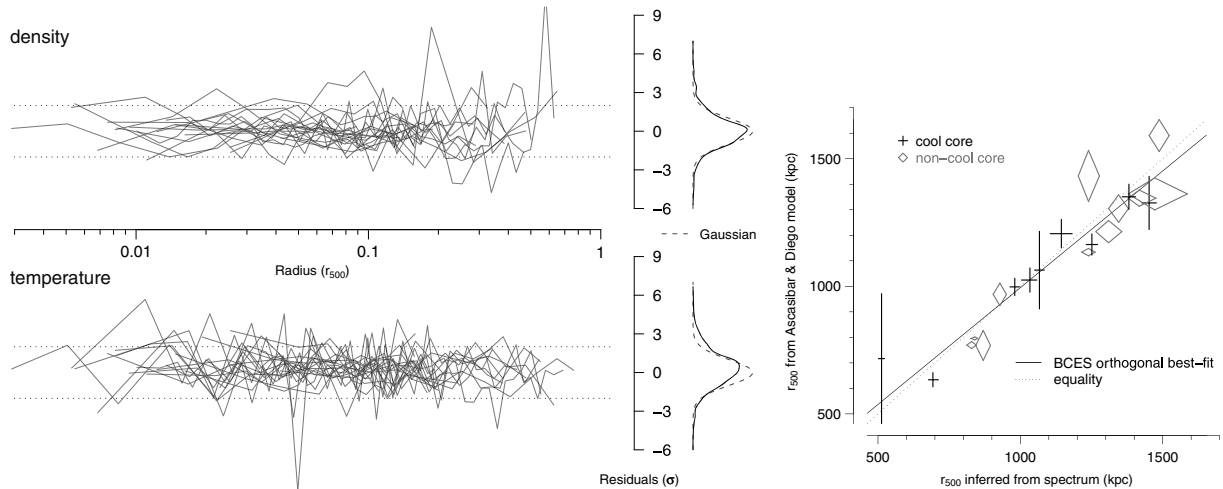 density
9
6
3
0
−3
−6
0.01
0.1
1
Radius (r500)
Gaussian
temperature
9
6
3
0
−3
−6
Residuals (σ)
r500 from Ascasibar & Diego model (kpc)
1500
1000
500
cool core
non−cool core
BCES orthogonal best−fit
equality
500
1000
1500
r500 inferred from spectrum (kpc)